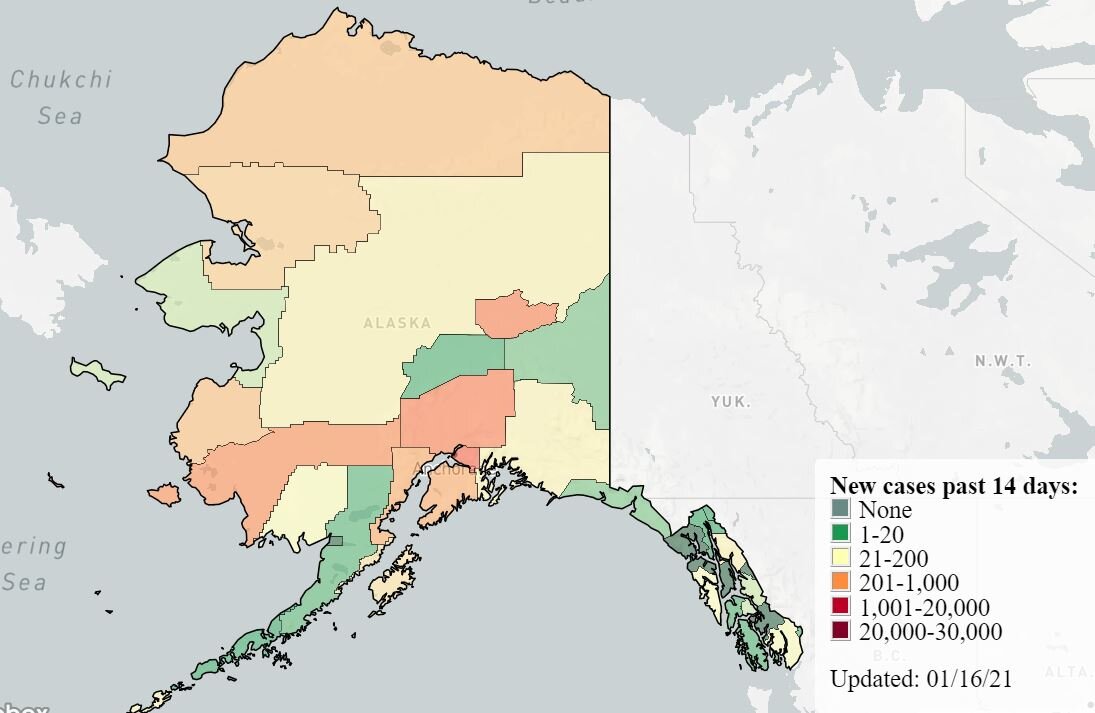 Chukchi
Sea
ALASKA
N.W.T.
YUK.
ering
Sea
New cases past 14 days:
None
1-20
21-200
201-1,000
1,001-20,000
20,000-30,000
B.C.
ALTA.
Updated: 01/16/21